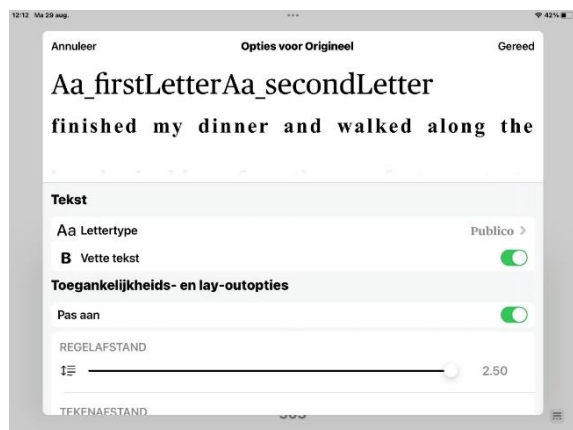 12:12 Ma 29 aug.
42%
Annuleer
Opties voor Origineel
Gereed
Aa_firstLetterAa_secondLetter
finished my dinner and walked along the
Tekst
Aa Lettertype
Publico >
B Vette tekst
Toegankelijkheids- en lay-outopties
Pas aan
REGELAFSTAND
2.50
TEKENAFSTAND